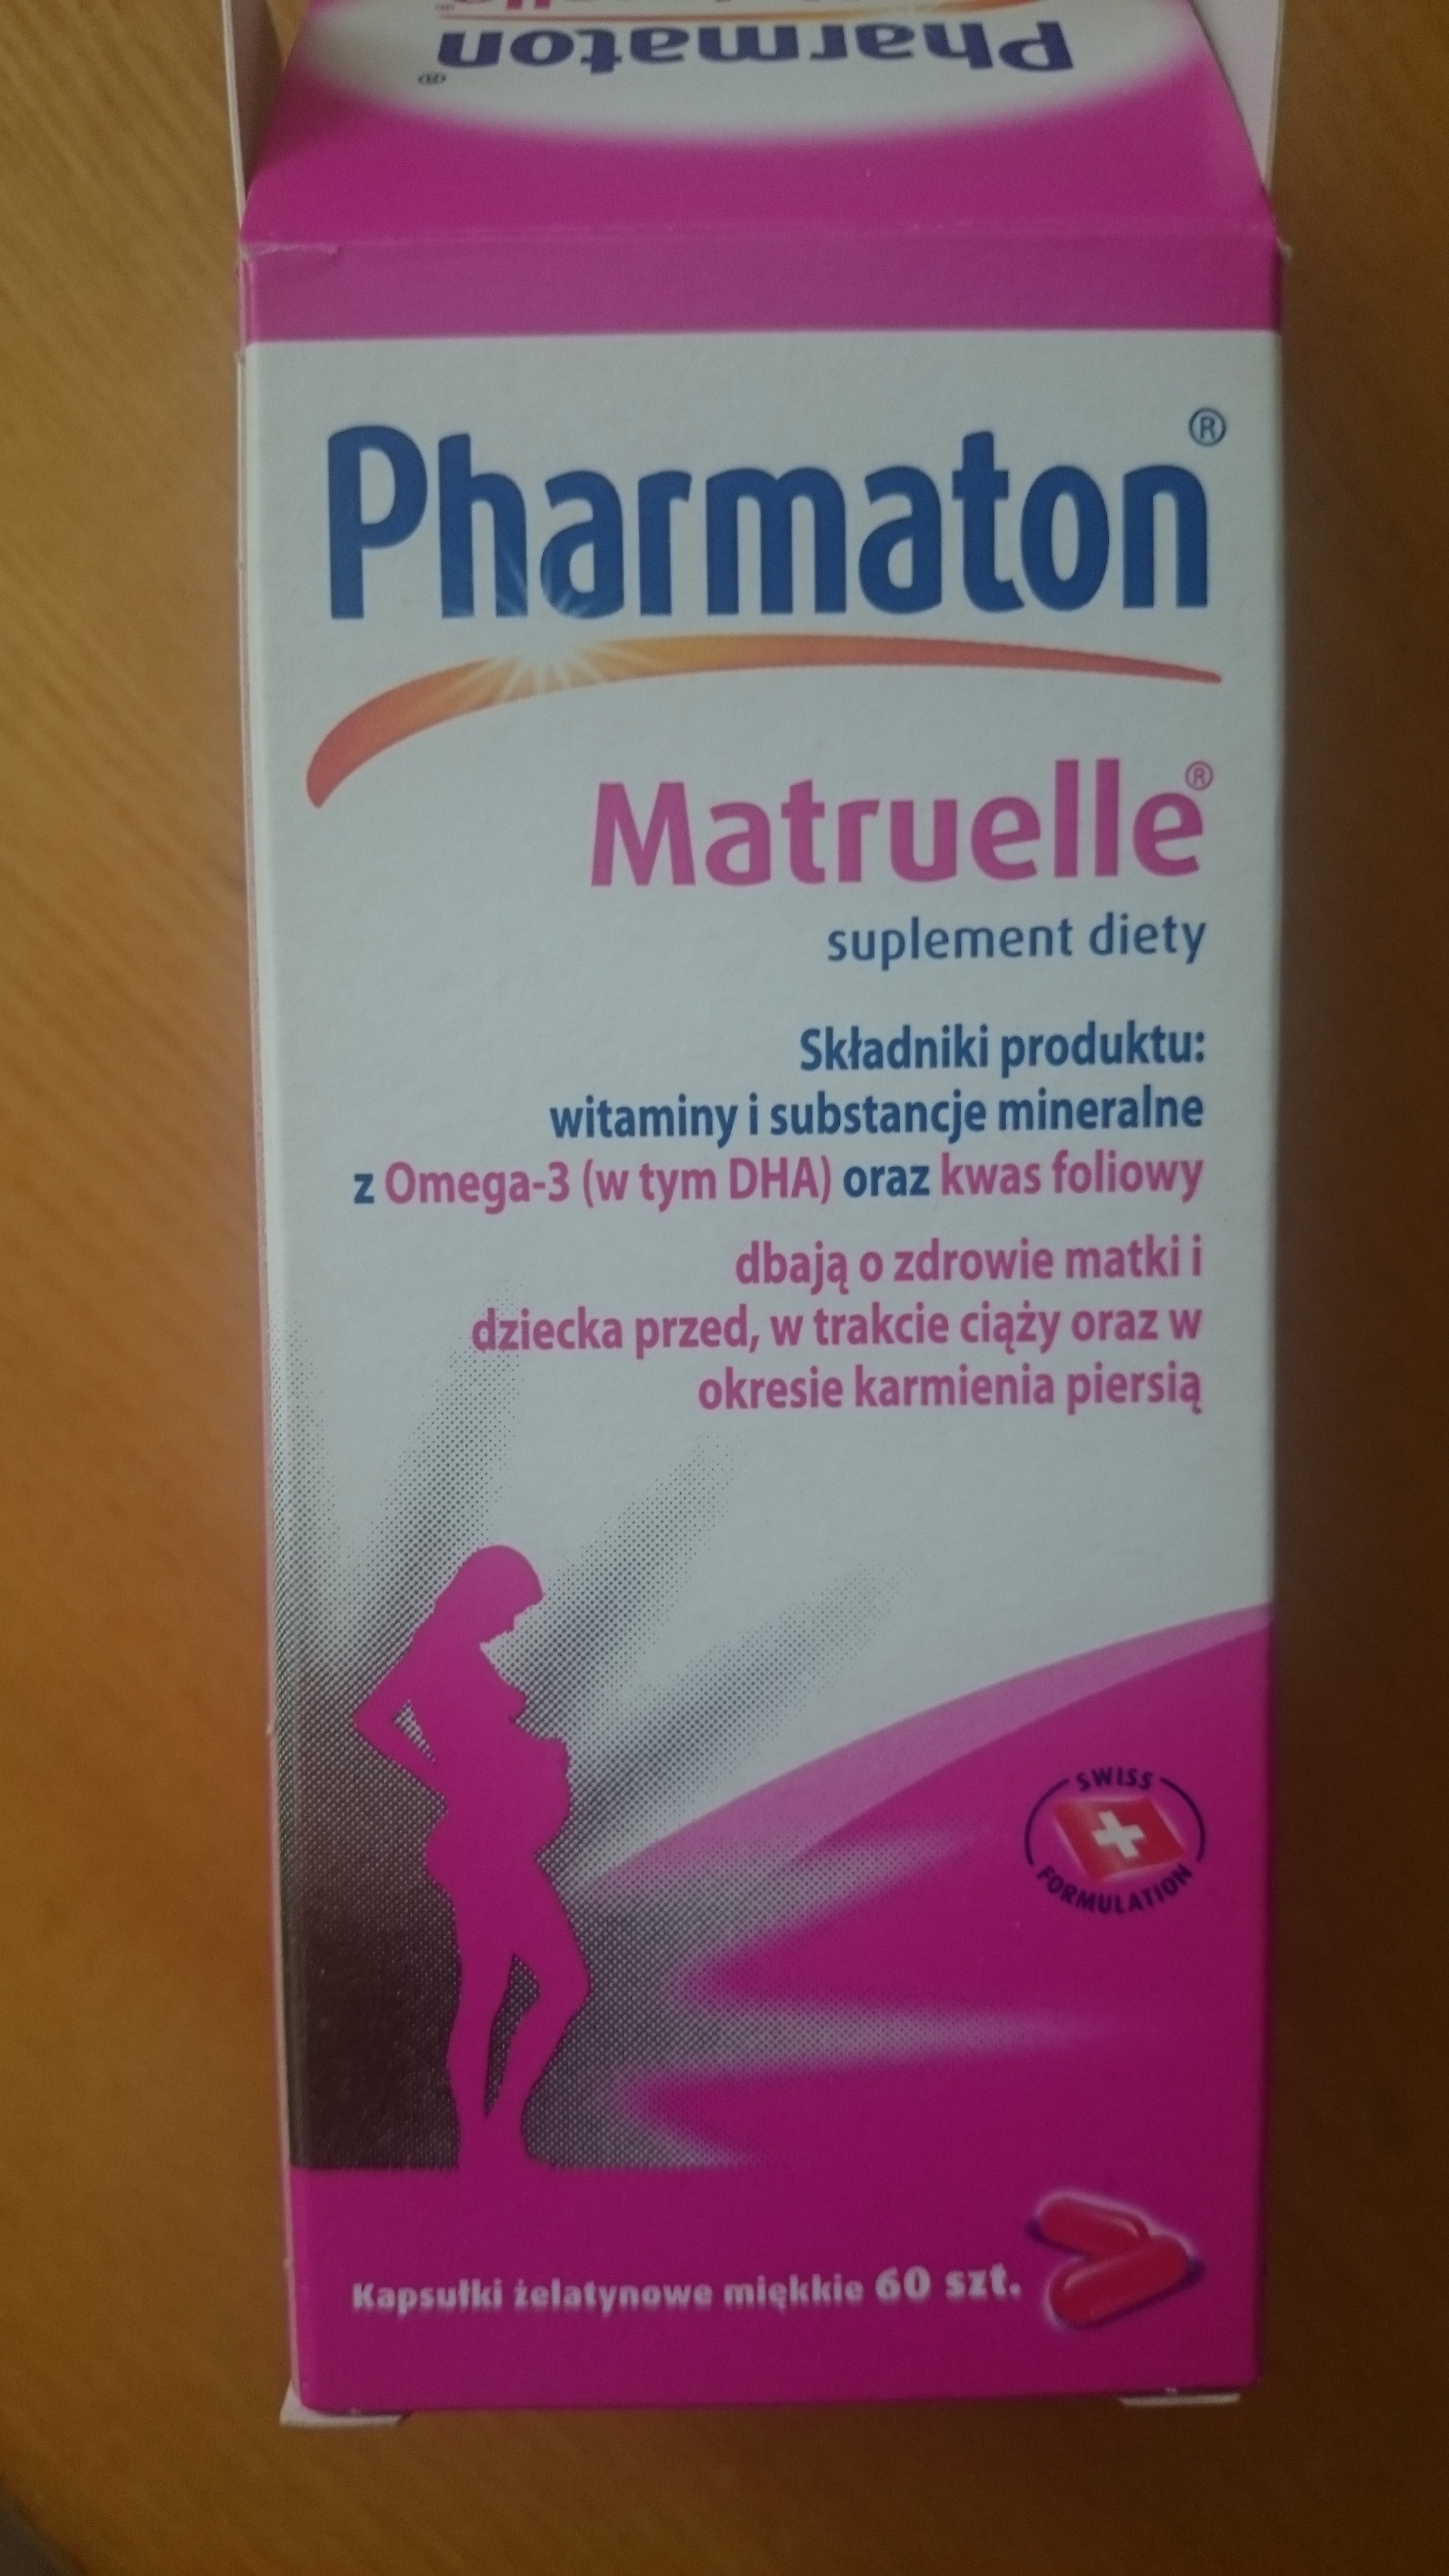 Pharmaton®
Pharmaton®
Matruelle®
suplement diety
Składniki produktu:
witaminy i substancje mineralne
z Omega-3 (w tym DHA) oraz kwas foliowy
dbają o zdrowie matki i
dziecka przed, w trakcie ciąży oraz w
okresie karmienia piersią
SWISS
FORMULATION
Kapsułki żelatynowe miękkie 60 szt.